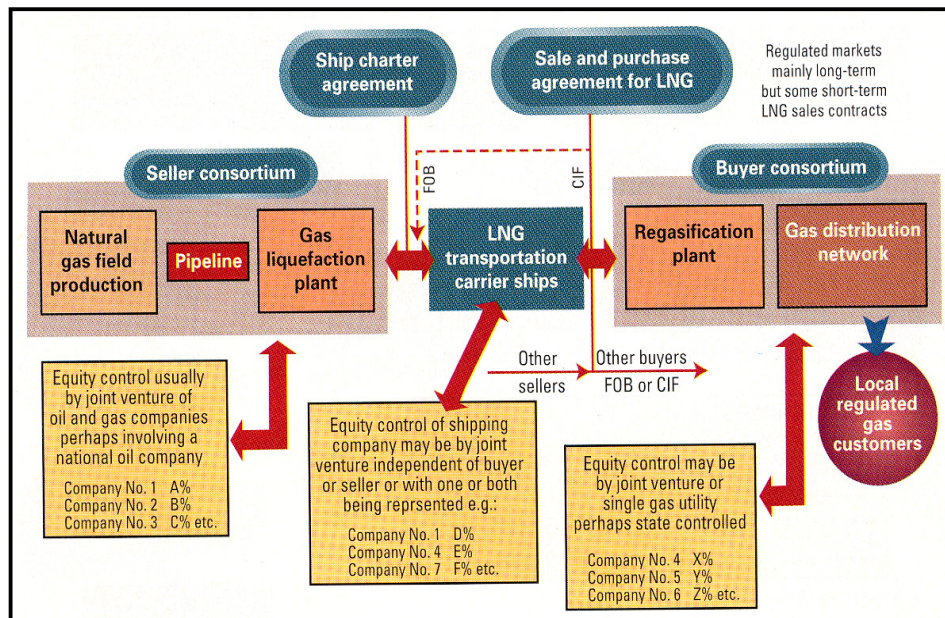 Ship charter
agreement
Sale and purchase
agreement for LNG
Regulated markets
mainly long-term
but some short-term
LNG sales contracts
Seller consortium
FOB
CIF
Buyer consortium
Natural
gas field
production
Pipeline
Gas
liquefaction
plant
LNG
transportation
carrier ships
Regasification
plant
Gas distribution
network
Other
sellers
Other buyers
FOB or CIF
Local
regulated
gas
customers
Equity control usually
by joint venture of
oil and gas companies
perhaps involving a
national oil company
Company No. 1 A%
Company No. 2 B%
Company No. 3 C% etc.
Equity control of shipping
company may be by joint
venture independent of buyer
or seller or with one or both
being reprsented e.g.:
Company No. 1 D%
Company No. 4 E%
Company No. 7 F% etc.
Equity control may be
by joint venture or
single gas utility
perhaps state controlled
Company No. 4 X%
Company No. 5 Y%
Company No. 6 Z% etc.